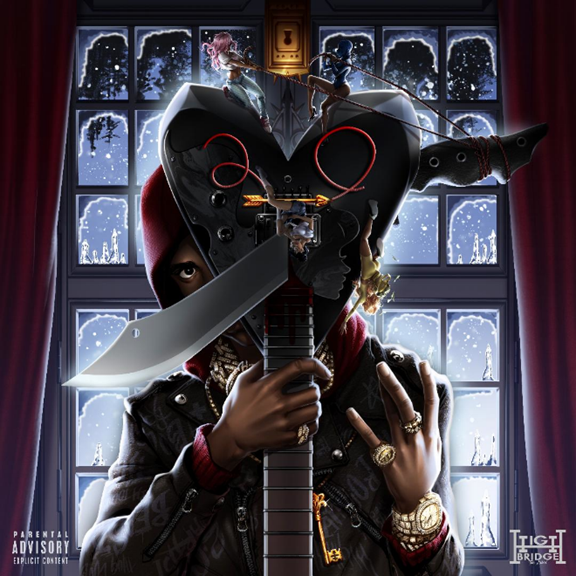 PARENTAL
ADVISORY
EXPLICIT CONTENT
HIGH
BRIDGE